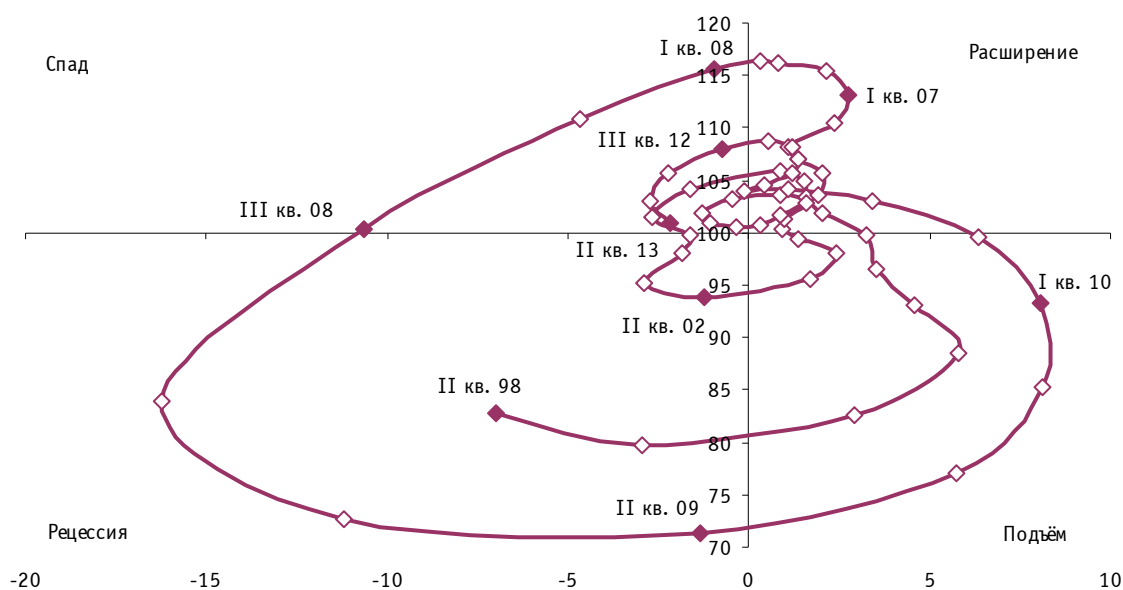 120
I кв. 08
Спад
Расширение
115
I кв. 07
110
III кв. 12
105
III кв. 08
100
II кв. 13
95
I кв. 10
II кв. 02
90
II кв. 98
85
80
75
II кв. 09
Рецессия
Подъём
70
-20
-15
-10
-5
0
5
10